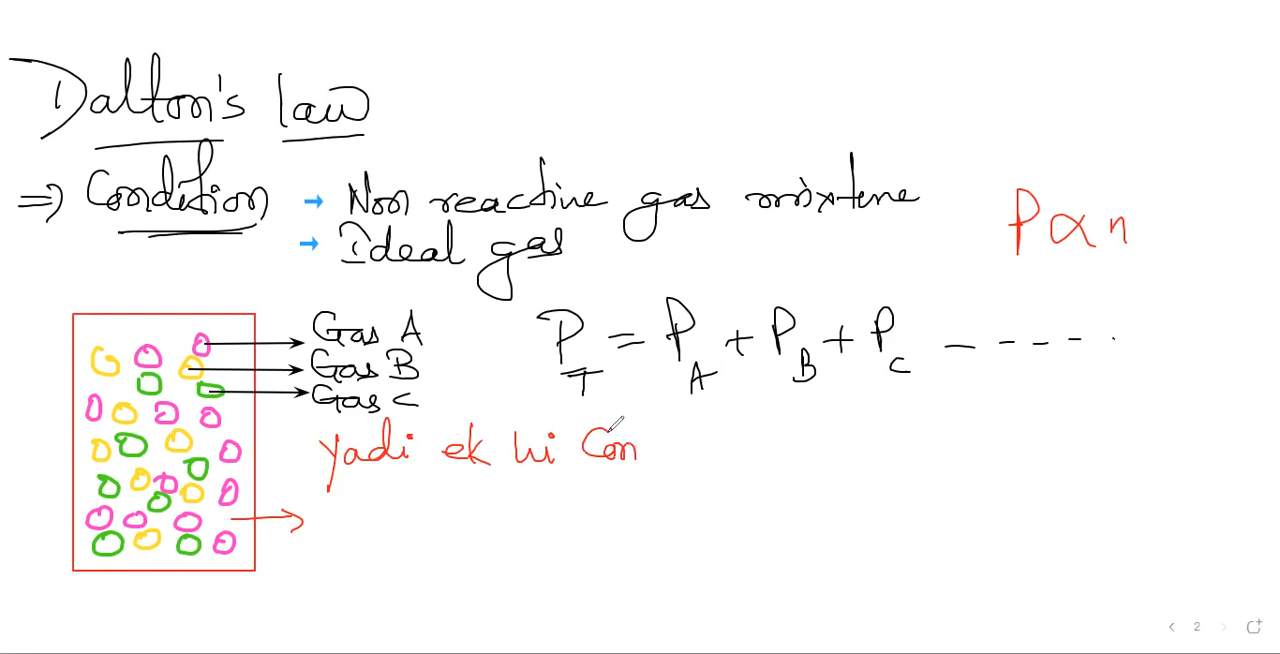 Dalton's law
⇒ Condition → Non reactive gas mixtene
→ Ideal gas
P α n
Gas A
Gas B
Gas C
P_T = P_A + P_B + P_C - - - - - .
yadi ek hi Con
2